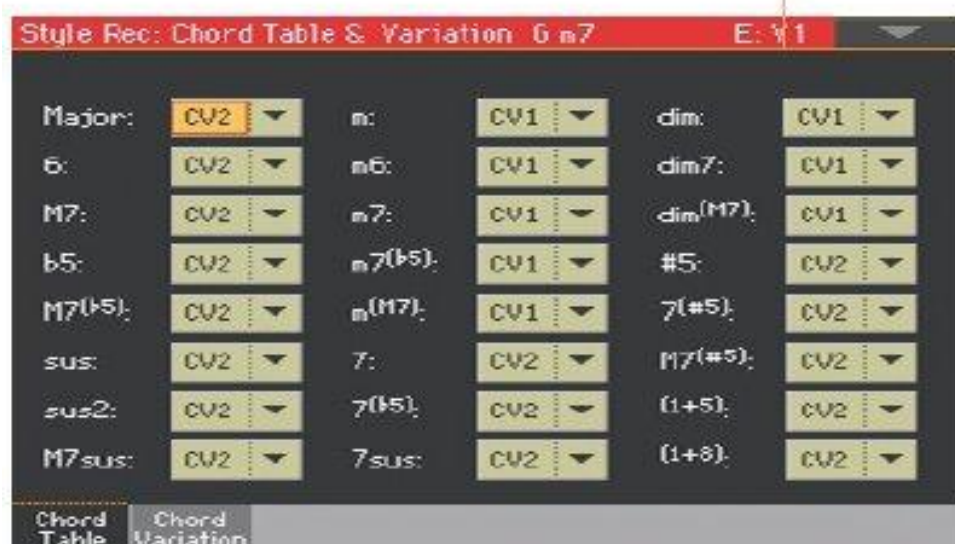 Style Rec: Chord Table & Variation 6 m7 E: V1
Major: CV2 m: CV1 dim: CV1
6: CV2 m6: CV1 dim7: CV1
M7: CV2 m7: CV1 dim(M7): CV1
b5: CV2 m7(b5): CV1 #5: CV2
M7(b5): CV2 m(M7): CV1 7(#5): CV2
sus: CV2 7: CV2 M7(#5): CV2
sus2: CV2 7(b5): CV2 (1+5): CV2
M7sus: CV2 7sus: CV2 (1+8): CV2
Chord Chord
Table Variation